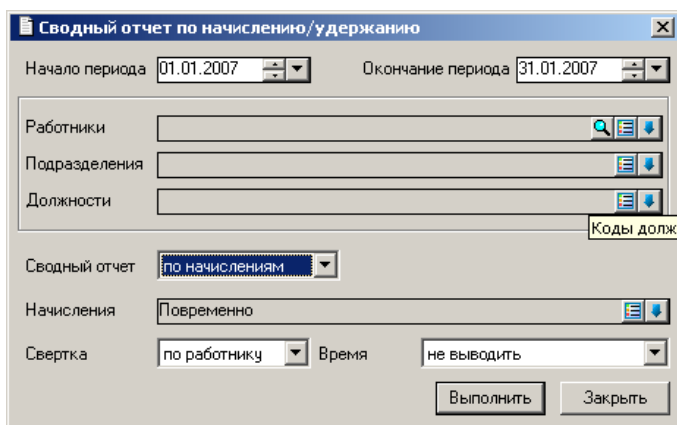 Сводный отчет по начислению/удержанию
Начало периода 01.01.2007 Окончание периода 31.01.2007
Работники
Подразделения
Должности
Коды долж
Сводный отчет по начислениям
Начисления Повременно
Свертка по работнику Время не выводить
Выполнить Закрыть